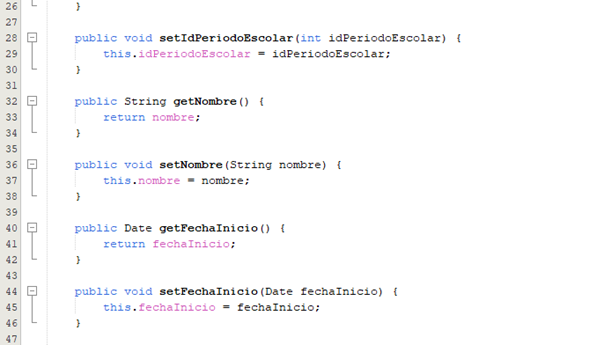 26 }
27
28 public void setIdPeriodoEscolar(int idPeriodoEscolar) {
29 this.idPeriodoEscolar = idPeriodoEscolar;
30 }
31
32 public String getNombre() {
33 return nombre;
34 }
35
36 public void setNombre(String nombre) {
37 this.nombre = nombre;
38 }
39
40 public Date getFechaInicio() {
41 return fechaInicio;
42 }
43
44 public void setFechaInicio(Date fechaInicio) {
45 this.fechaInicio = fechaInicio;
46 }
47